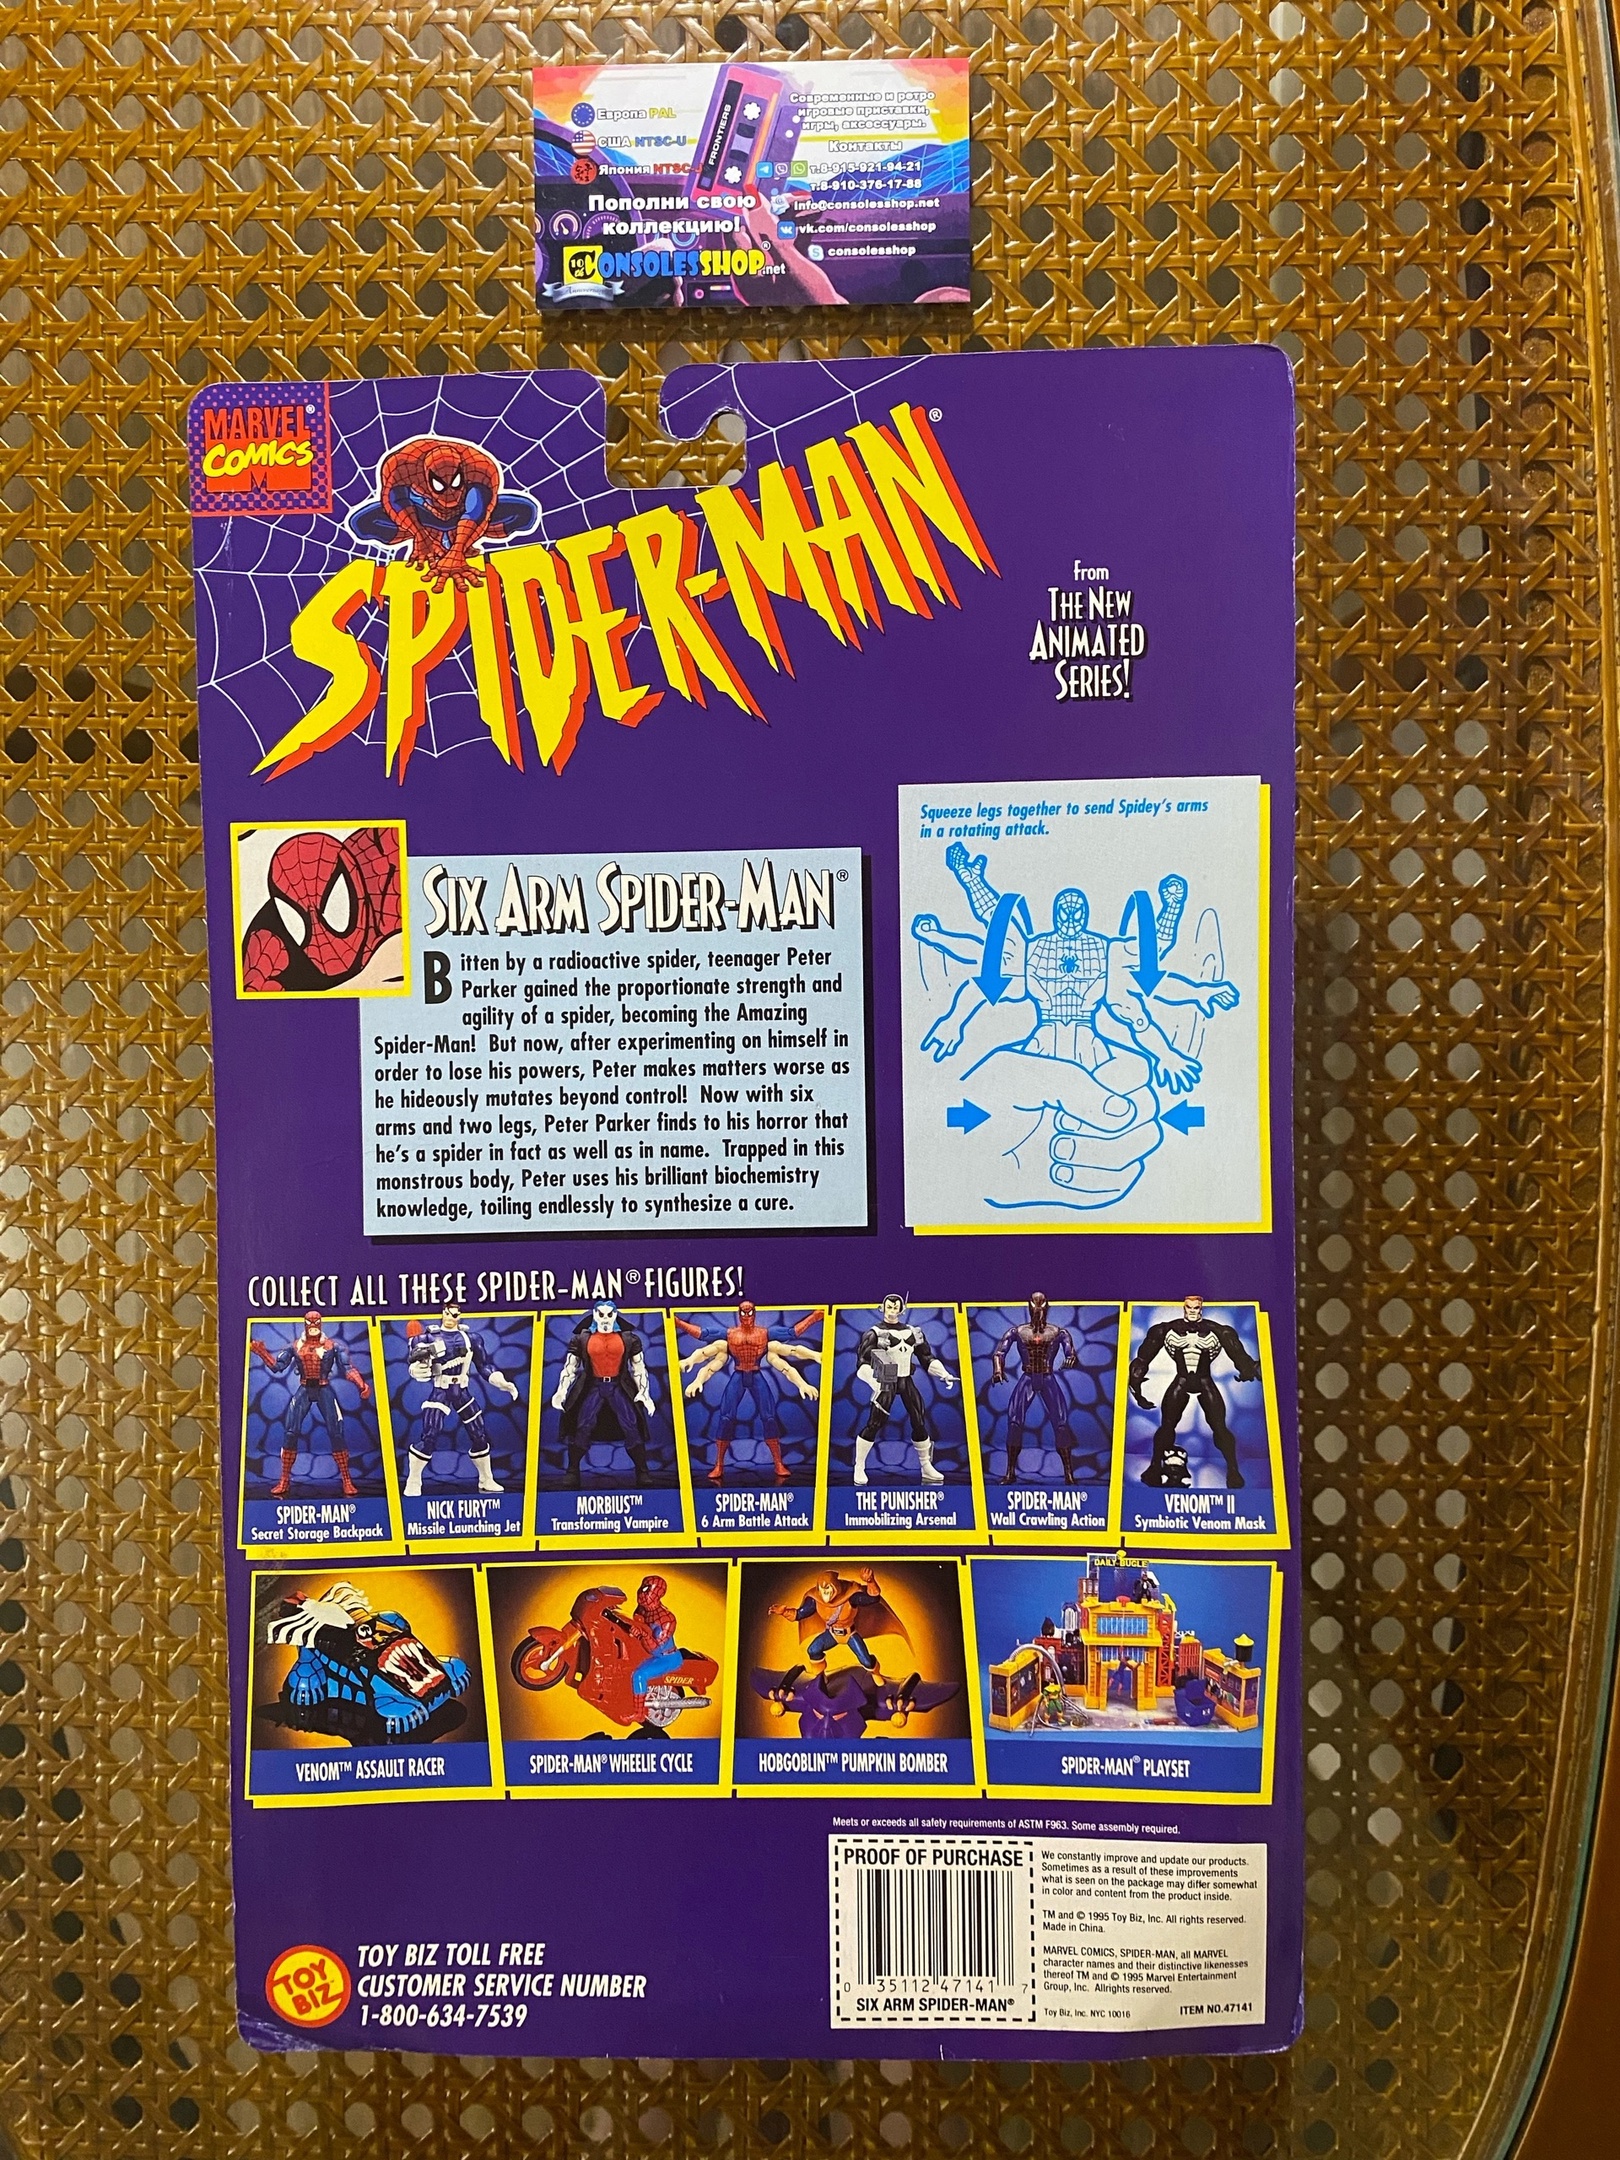 Европа PAL
США NTSC-U
Япония NTSC-
Пополни свою
коллекцию!
10th
Anniversary
CONSOLESSHOP®.net
FRONTIERS
Современные и ретро
игровые приставки,
игры, аксессуары.
Контакты
т.8-915-921-94-21
т.8-910-376-17-88
info@consolesshop.net
vk.com/consolesshop
consolesshop
MARVEL®
COMICS
SPIDER-MAN®
from
THE NEW
ANIMATED
SERIES!
SIX ARM SPIDER-MAN®
Bitten by a radioactive spider, teenager Peter
Parker gained the proportionate strength and
agility of a spider, becoming the Amazing
Spider-Man! But now, after experimenting on himself in
order to lose his powers, Peter makes matters worse as
he hideously mutates beyond control! Now with six
arms and two legs, Peter Parker finds to his horror that
he's a spider in fact as well as in name. Trapped in this
monstrous body, Peter uses his brilliant biochemistry
knowledge, toiling endlessly to synthesize a cure.
Squeeze legs together to send Spidey's arms
in a rotating attack.
COLLECT ALL THESE SPIDER-MAN® FIGURES!
SPIDER-MAN®
Secret Storage Backpack
NICK FURY™
Missile Launching Jet
MORBIUS™
Transforming Vampire
SPIDER-MAN®
6 Arm Battle Attack
THE PUNISHER®
Immobilizing Arsenal
SPIDER-MAN®
Wall Crawling Action
VENOM™ II
Symbiotic Venom Mask
SPIDER
DAILY BUGLE
VENOM™ ASSAULT RACER
SPIDER-MAN® WHEELIE CYCLE
HOBGOBLIN™ PUMPKIN BOMBER
SPIDER-MAN® PLAYSET
Meets or exceeds all safety requirements of ASTM F963. Some assembly required.
PROOF OF PURCHASE
0 35112 47141 7
SIX ARM SPIDER-MAN®
We constantly improve and update our products.
Sometimes as a result of these improvements
what is seen on the package may differ somewhat
in color and content from the product inside.
TM and © 1995 Toy Biz, Inc. All rights reserved.
Made in China.
MARVEL COMICS, SPIDER-MAN, all MARVEL
character names and their distinctive likenesses
thereof TM and © 1995 Marvel Entertainment
Group, Inc. Allrights reserved.
Toy Biz, Inc. NYC 10016
ITEM NO.47141
TOY
BIZ
TOY BIZ TOLL FREE
CUSTOMER SERVICE NUMBER
1-800-634-7539